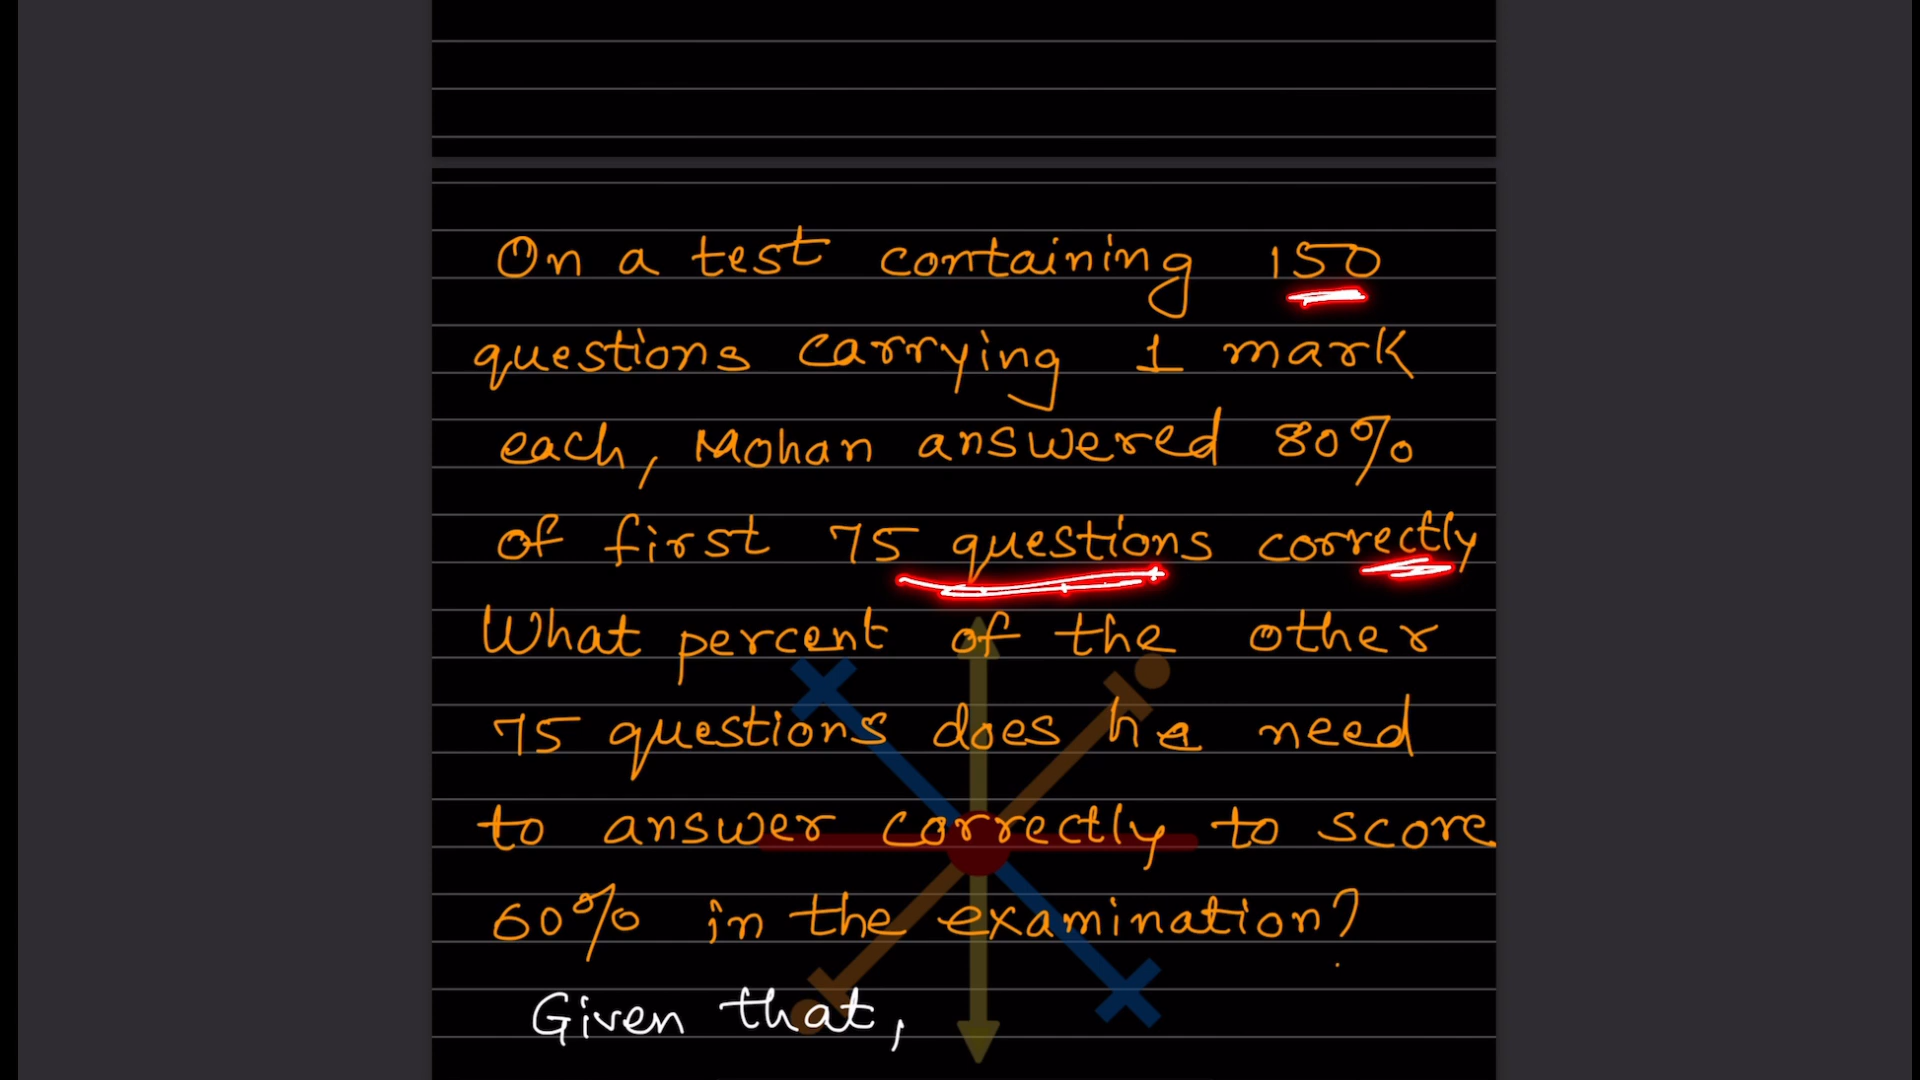 On a test containing 150
questions carrying 1 mark
each, Mohan answered 80%
of first 75 questions correctly
What percent of the other
75 questions does he need
to answer correctly to score
60% in the examination?
Given that,